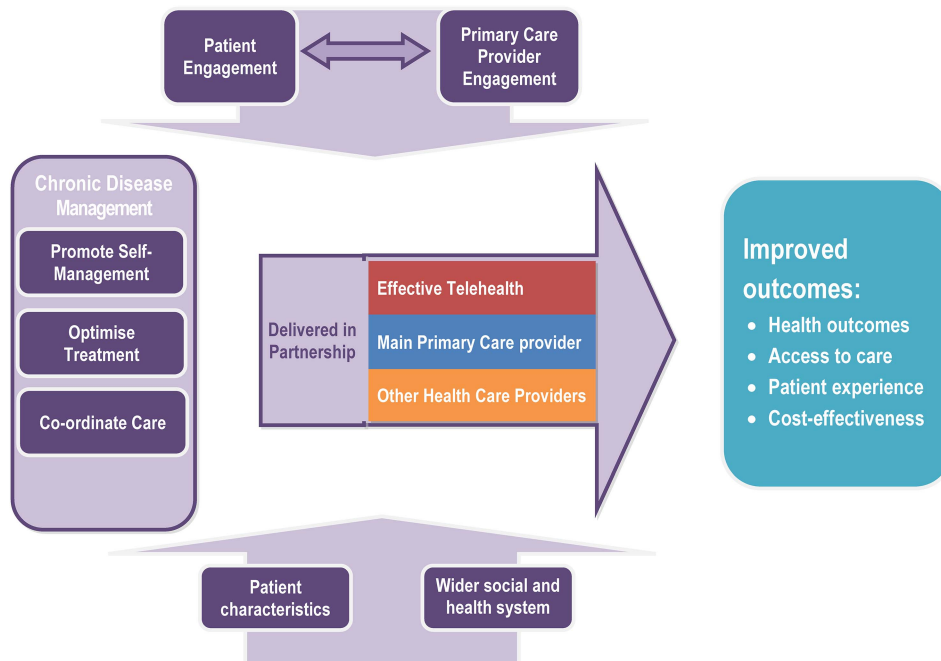 Patient
Engagement
Primary Care
Provider
Engagement
Chronic Disease
Management
Promote Self-
Management
Optimise
Treatment
Co-ordinate Care
Delivered in
Partnership
Effective Telehealth
Main Primary Care provider
Other Health Care Providers
Improved
outcomes:
• Health outcomes
• Access to care
• Patient experience
• Cost-effectiveness
Patient
characteristics
Wider social and
health system